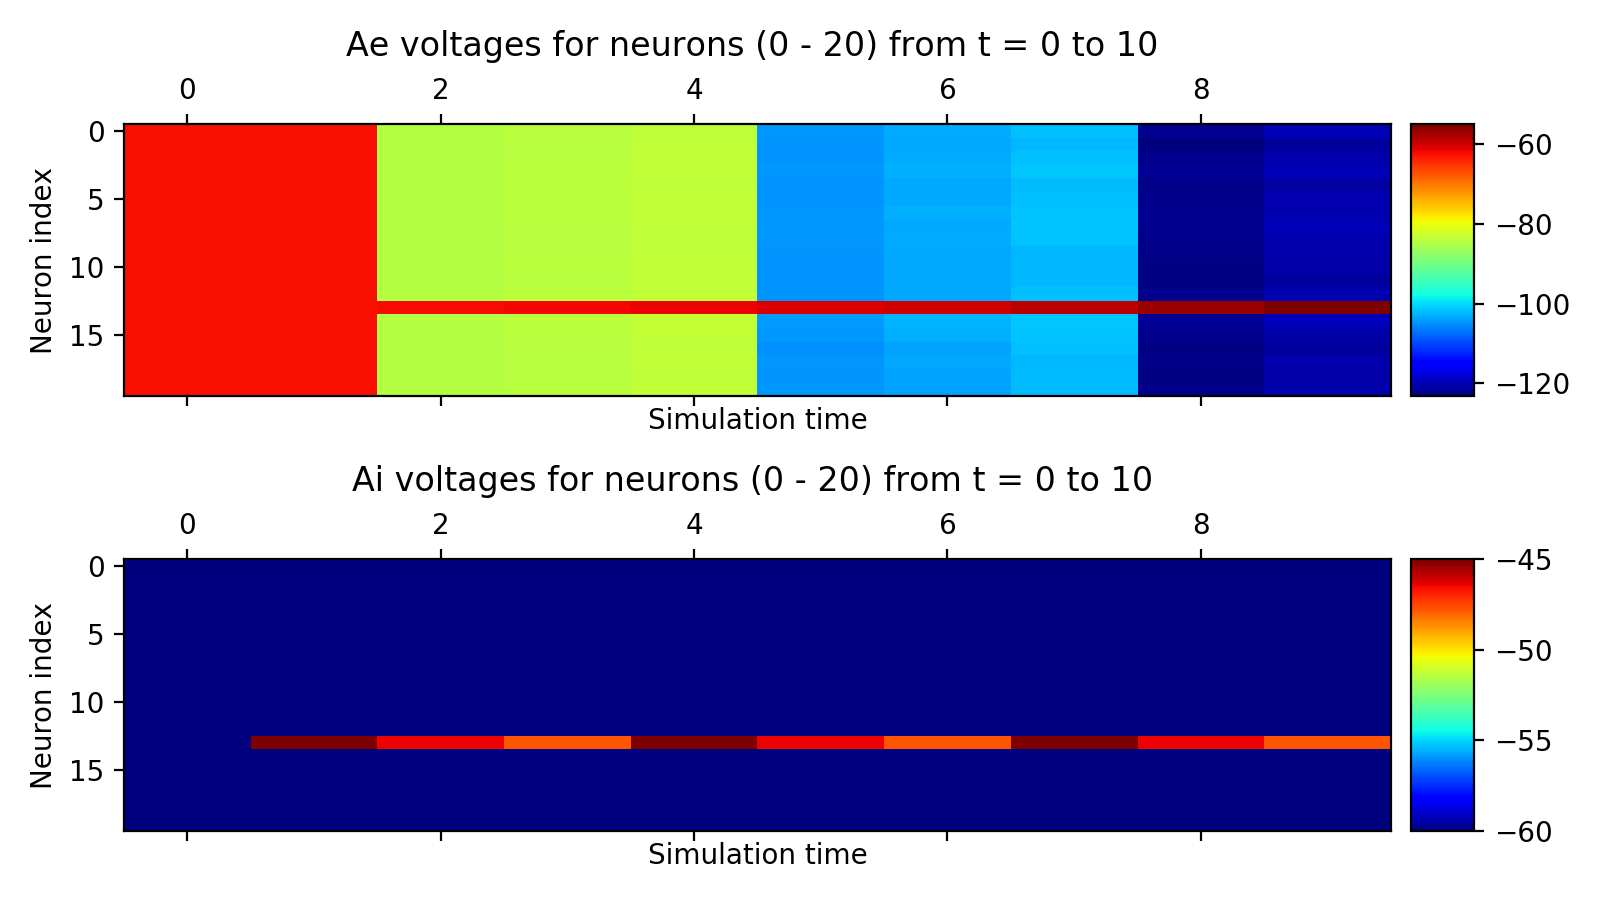 Ae voltages for neurons (0 - 20) from t = 0 to 10
0 2 4 6 8
Neuron index
0
5
10
15
−60
−80
−100
−120
Simulation time
Ai voltages for neurons (0 - 20) from t = 0 to 10
0 2 4 6 8
Neuron index
0
5
10
15
−45
−50
−55
−60
Simulation time